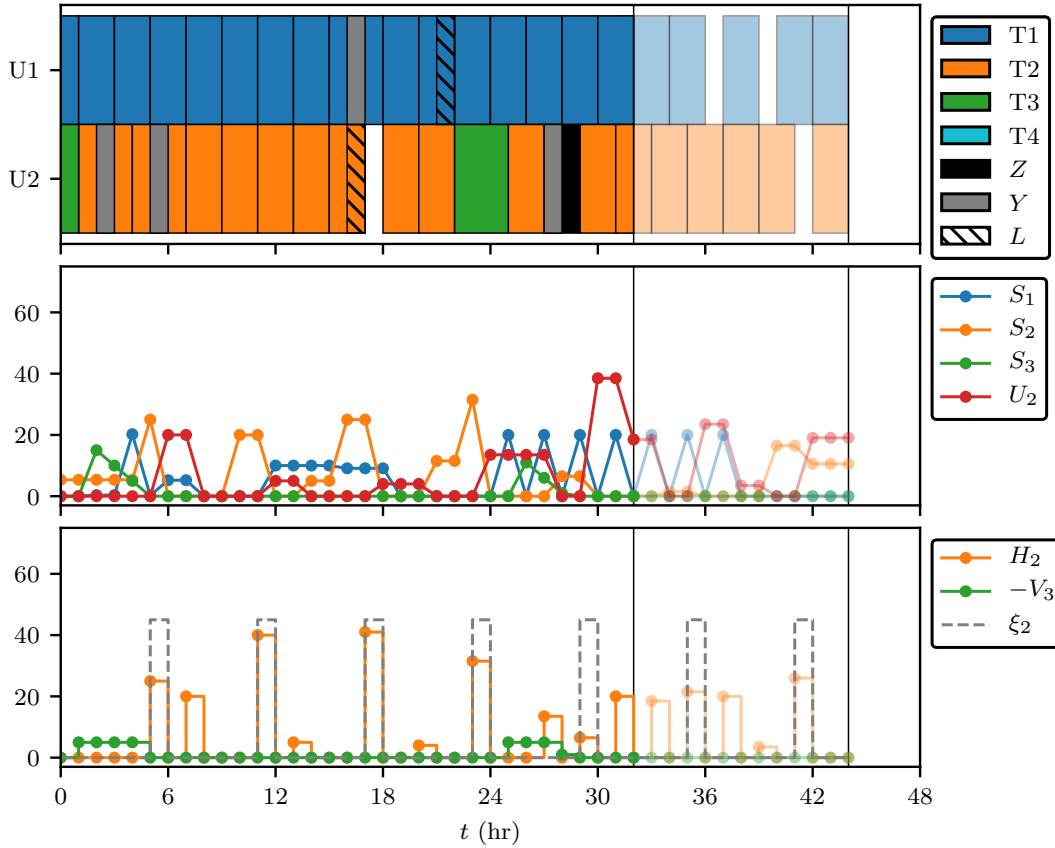 U1
U2
T1
T2
T3
T4
Z
Y
L
60
40
20
0
S₁
S₂
S₃
U₂
60
40
20
0
H₂
−V₃
ξ₂
0 6 12 18 24 30 36 42 48
t (hr)